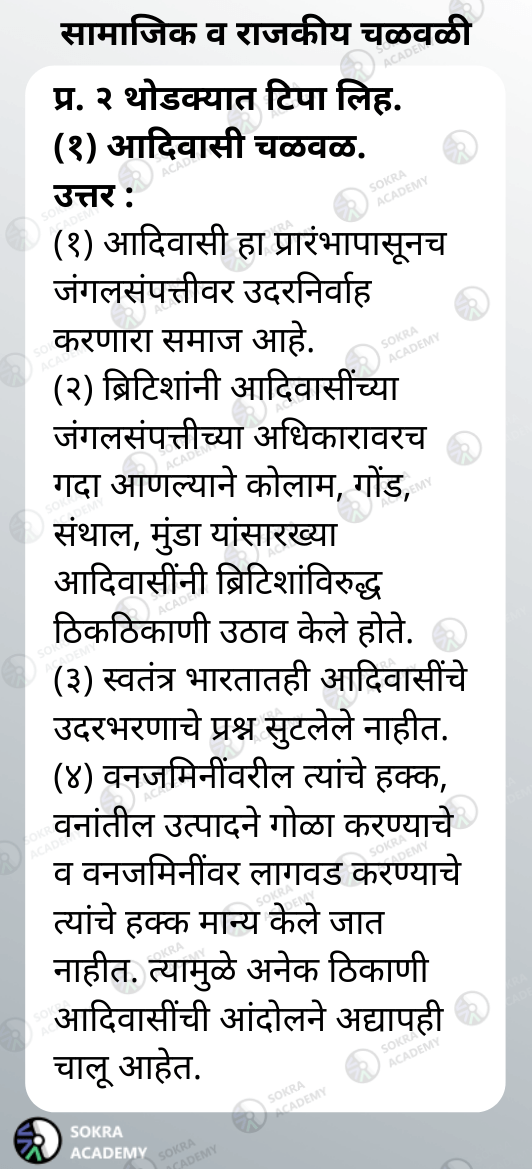 सामाजिक व राजकीय चळवळी
प्र. २ थोडक्यात टिपा लिह.
(१) आदिवासी चळवळ.
उत्तर :
(१) आदिवासी हा प्रारंभापासूनच
जंगलसंपत्तीवर उदरनिर्वाह
करणारा समाज आहे.
(२) ब्रिटिशांनी आदिवासींच्या
जंगलसंपत्तीच्या अधिकारावरच
गदा आणल्याने कोलाम, गोंड,
संथाल, मुंडा यांसारख्या
आदिवासींनी ब्रिटिशांविरुद्ध
ठिकठिकाणी उठाव केले होते.
(३) स्वतंत्र भारतातही आदिवासींचे
उदरभरणाचे प्रश्न सुटलेले नाहीत.
(४) वनजमिनींवरील त्यांचे हक्क,
वनांतील उत्पादने गोळा करण्याचे
व वनजमिनींवर लागवड करण्याचे
त्यांचे हक्क मान्य केले जात
नाहीत. त्यामुळे अनेक ठिकाणी
आदिवासींची आंदोलने अद्यापही
चालू आहेत.
SOKRA
ACADEMY